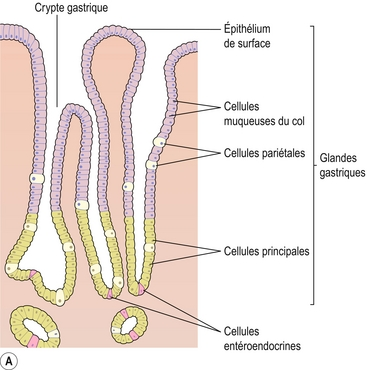 Crypte gastrique
Épithélium
de surface
Cellules
muqueuses du col
Cellules pariétales
Glandes
gastriques
Cellules principales
Cellules
entéroendocrines
A